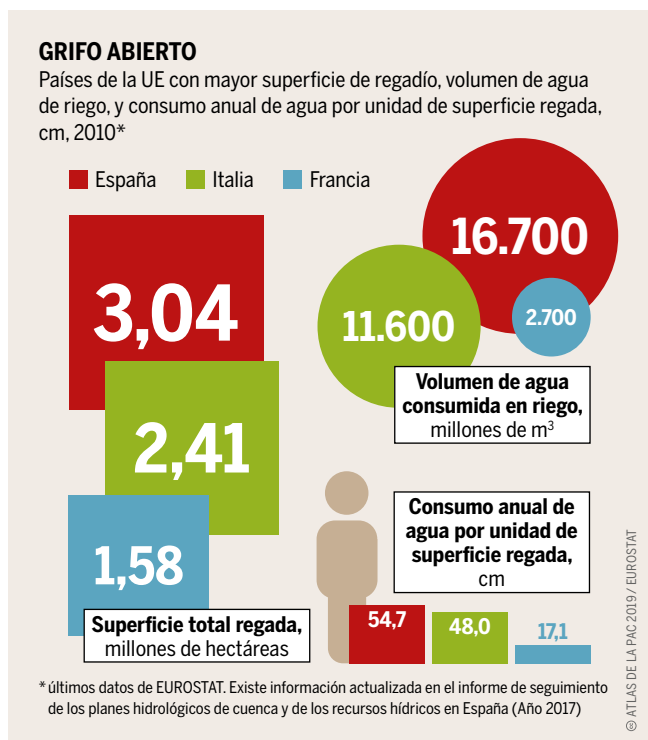 GRIFO ABIERTO
Países de la UE con mayor superficie de regadío, volumen de agua
de riego, y consumo anual de agua por unidad de superficie regada,
cm, 2010*
España
Italia
Francia
3,04
2,41
1,58
Superficie total regada,
millones de hectáreas
16.700
11.600
2.700
Volumen de agua
consumida en riego,
millones de m³
Consumo anual de
agua por unidad de
superficie regada,
cm
54,7
48,0
17,1
* últimos datos de EUROSTAT. Existe información actualizada en el informe de seguimiento
de los planes hidrológicos de cuenca y de los recursos hídricos en España (Año 2017)
© ATLAS DE LA PAC 2019 / EUROSTAT